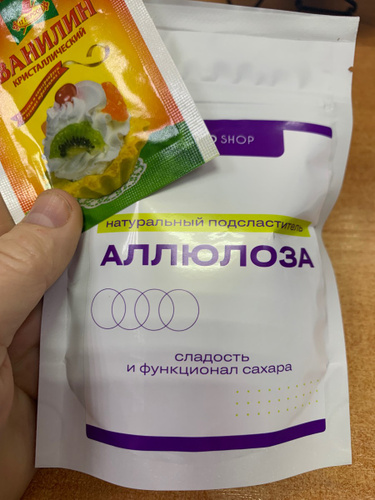 ВАНИЛИН
КРИСТАЛЛИЧЕСКИЙ
SHOP
натуральный подсластитель
АЛЛЮЛОЗА
сладость
и функционал сахара